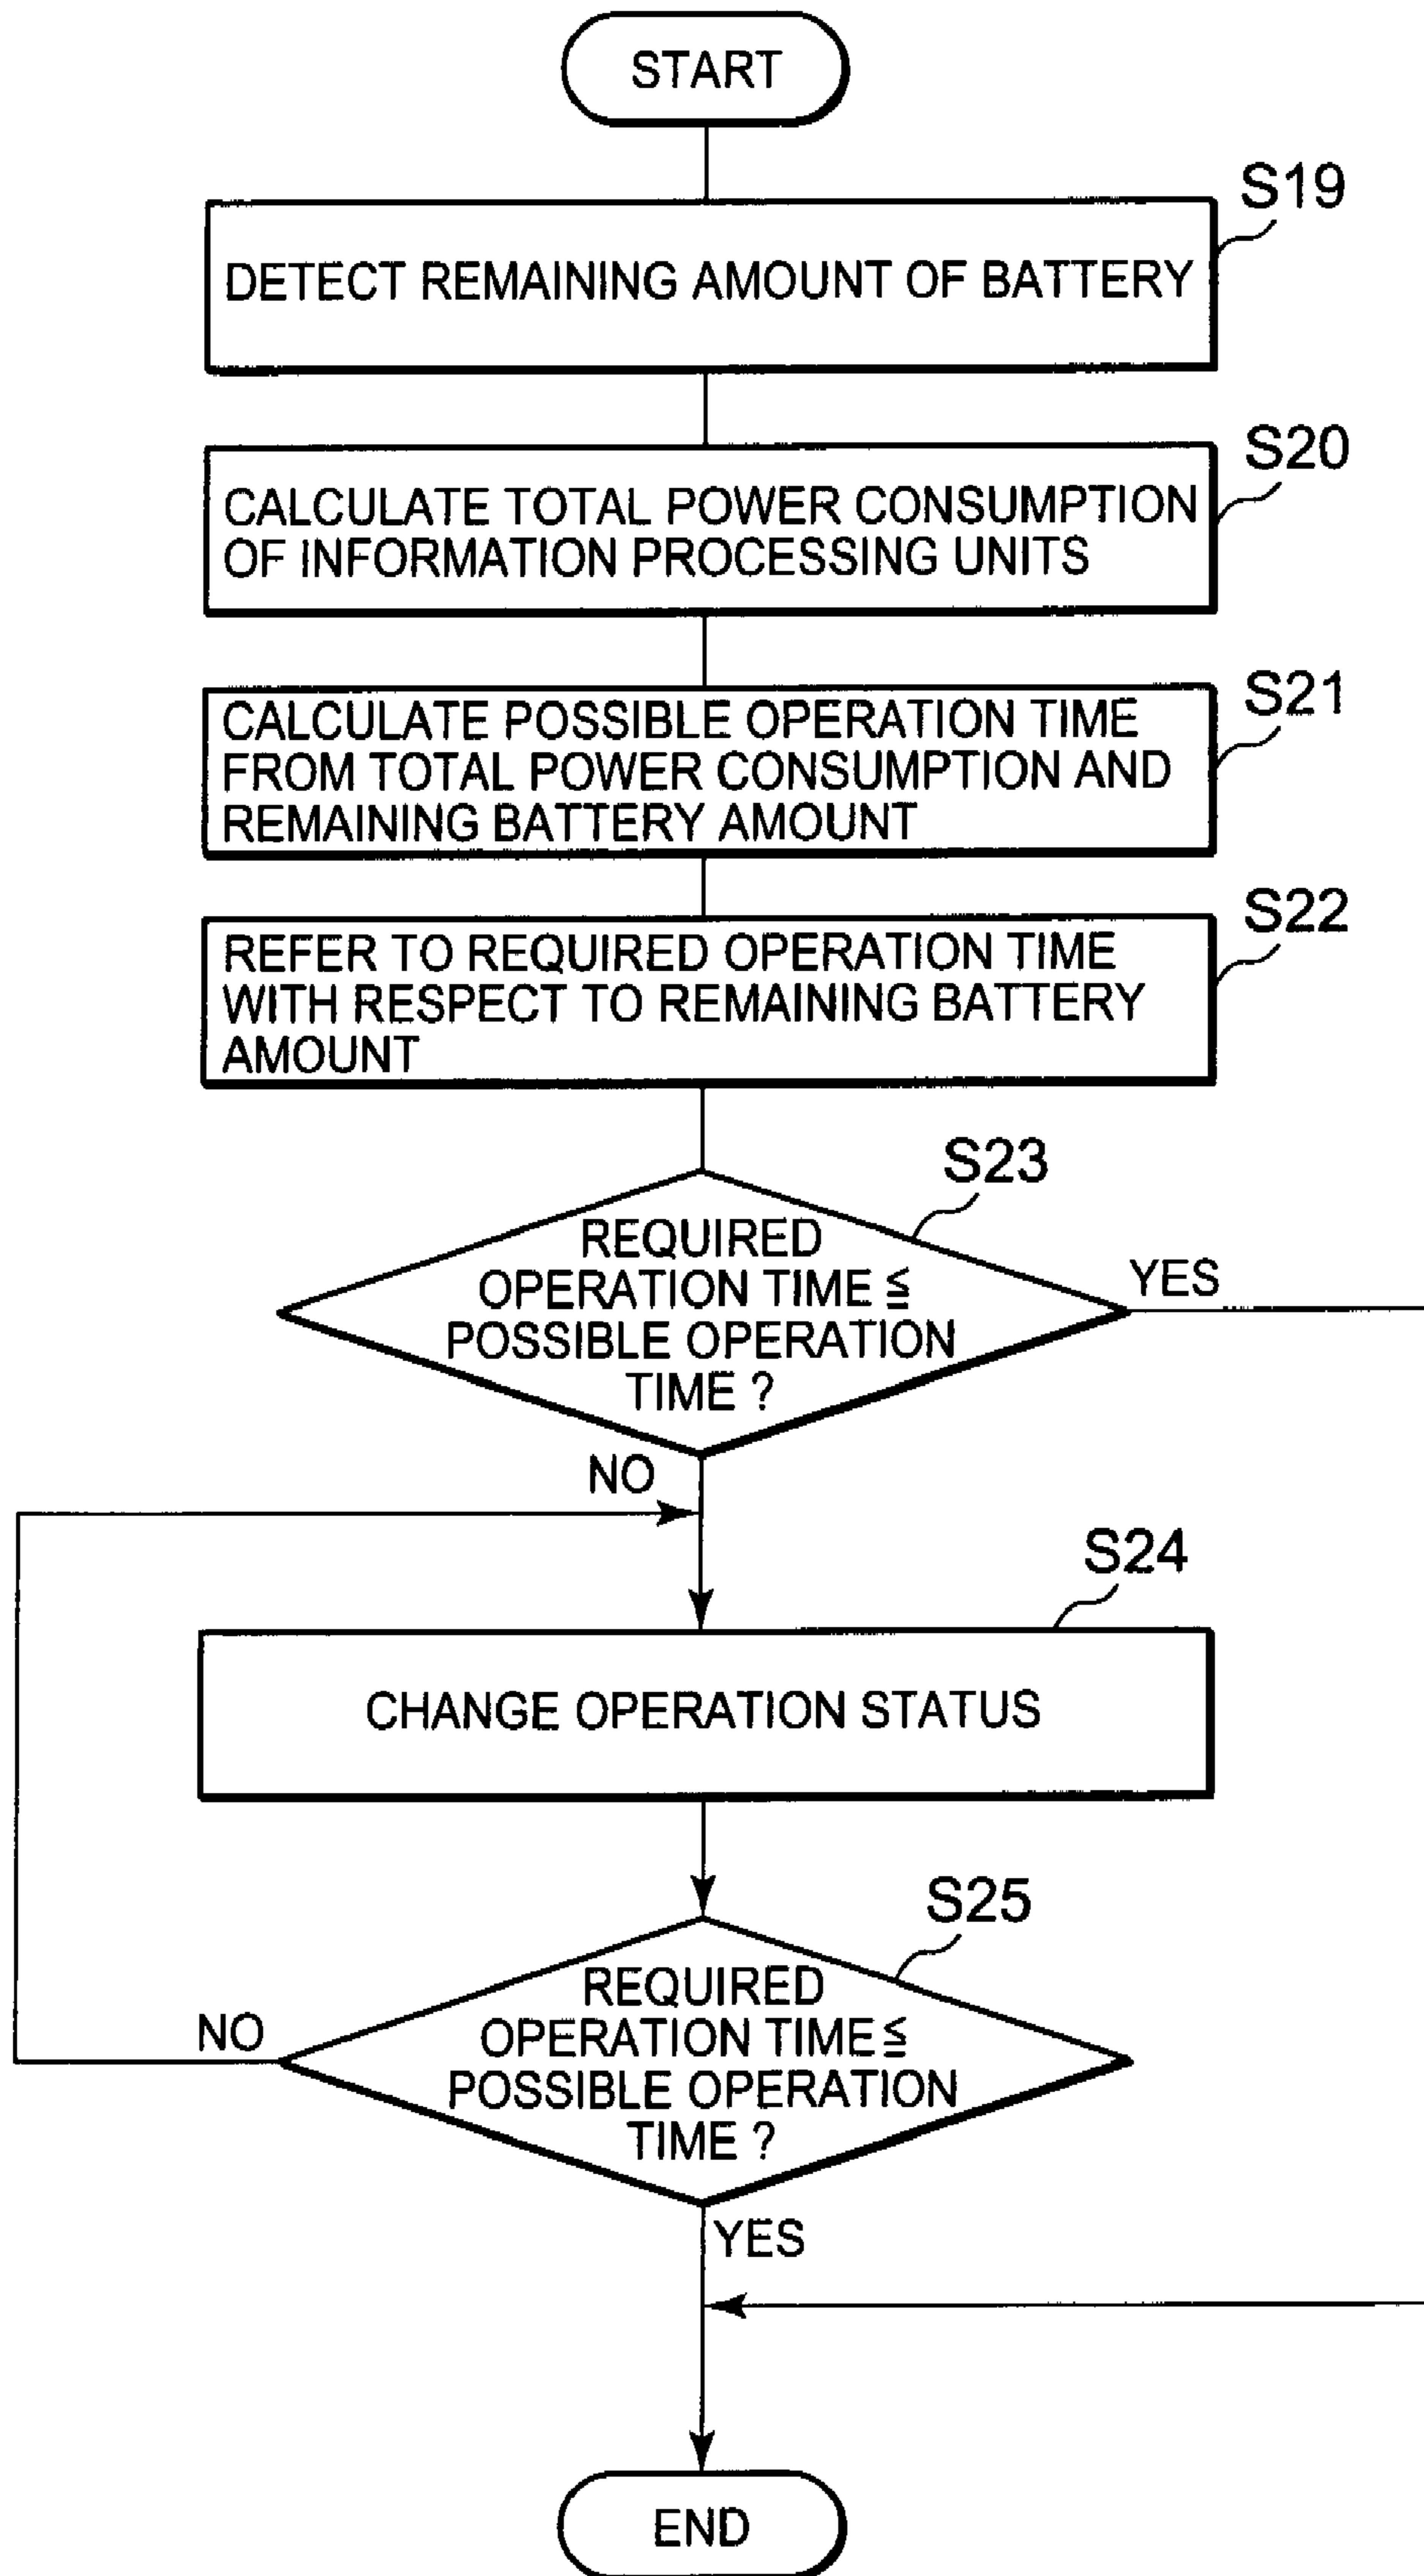 START
S19
DETECT REMAINING AMOUNT OF BATTERY
S20
CALCULATE TOTAL POWER CONSUMPTION
OF INFORMATION PROCESSING UNITS
S21
CALCULATE POSSIBLE OPERATION TIME
FROM TOTAL POWER CONSUMPTION AND
REMAINING BATTERY AMOUNT
S22
REFER TO REQUIRED OPERATION TIME
WITH RESPECT TO REMAINING BATTERY
AMOUNT
S23
REQUIRED
OPERATION TIME ≦
POSSIBLE OPERATION
TIME ?
YES
NO
S24
CHANGE OPERATION STATUS
S25
REQUIRED
OPERATION TIME ≦
POSSIBLE OPERATION
TIME ?
NO
YES
END